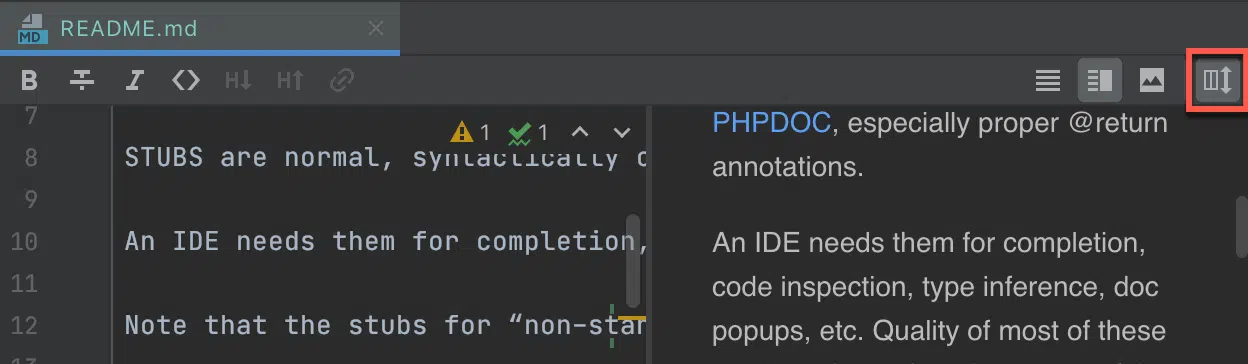 MD README.md
B S I <> H↓ H↑
7
1 1
PHPDOC, especially proper @return
8 STUBS are normal, syntactically
annotations.
9
10 An IDE needs them for completion,
An IDE needs them for completion,
11
code inspection, type inference, doc
12 Note that the stubs for “non-stan
popups, etc. Quality of most of these
13